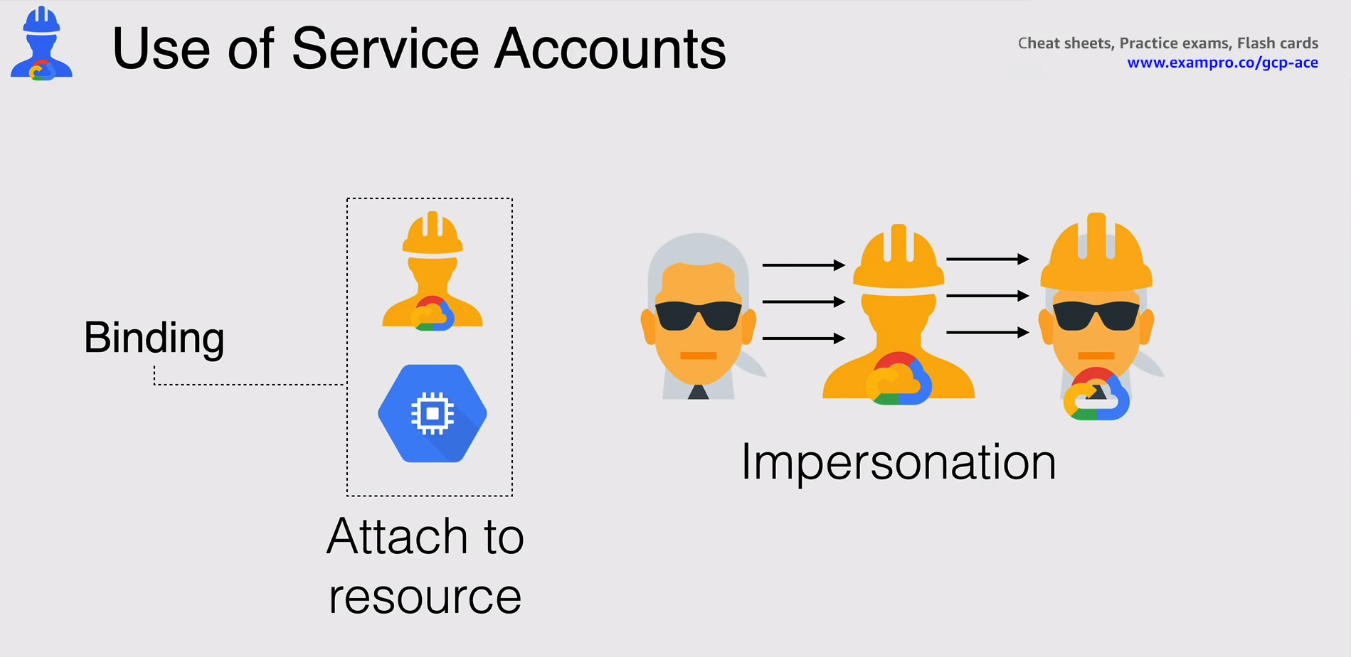 Use of Service Accounts
Cheat sheets, Practice exams, Flash cards
www.exampro.co/gcp-ace
Binding
Attach to
resource
Impersonation